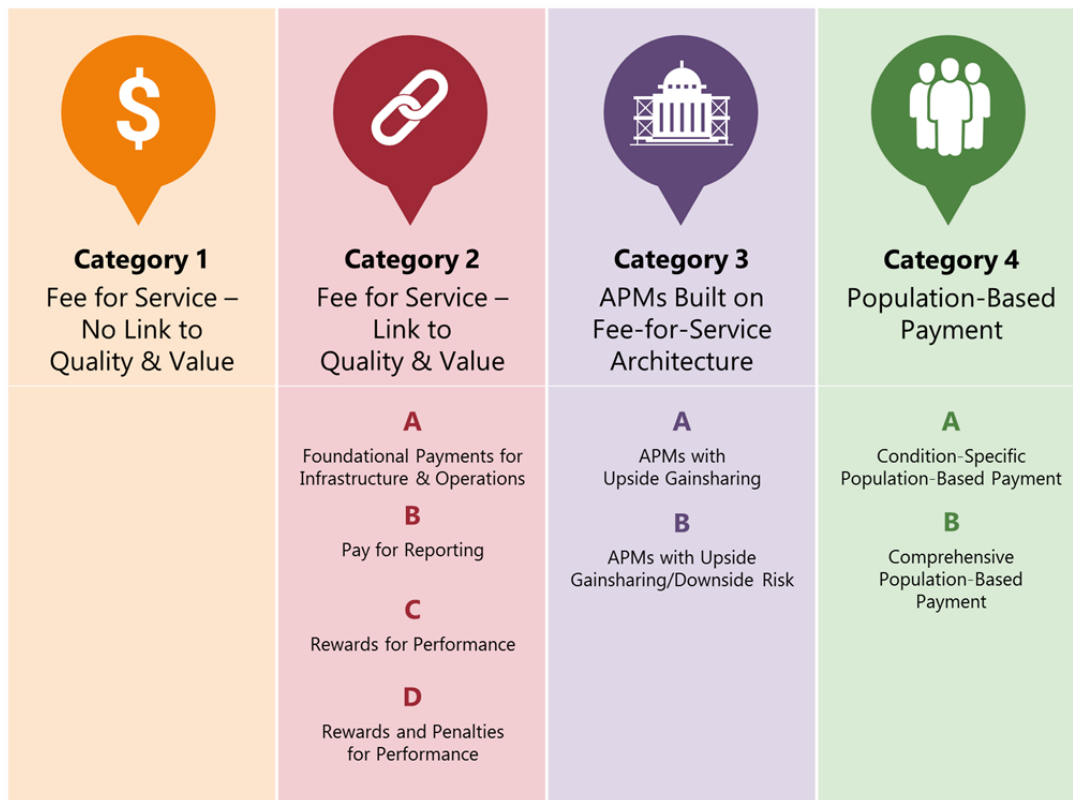 $
Category 1
Fee for Service –
No Link to
Quality & Value
Category 2
Fee for Service –
Link to
Quality & Value
A
Foundational Payments for
Infrastructure & Operations
B
Pay for Reporting
C
Rewards for Performance
D
Rewards and Penalties
for Performance
Category 3
APMs Built on
Fee-for-Service
Architecture
A
APMs with
Upside Gainsharing
B
APMs with Upside
Gainsharing/Downside Risk
Category 4
Population-Based
Payment
A
Condition-Specific
Population-Based Payment
B
Comprehensive
Population-Based
Payment